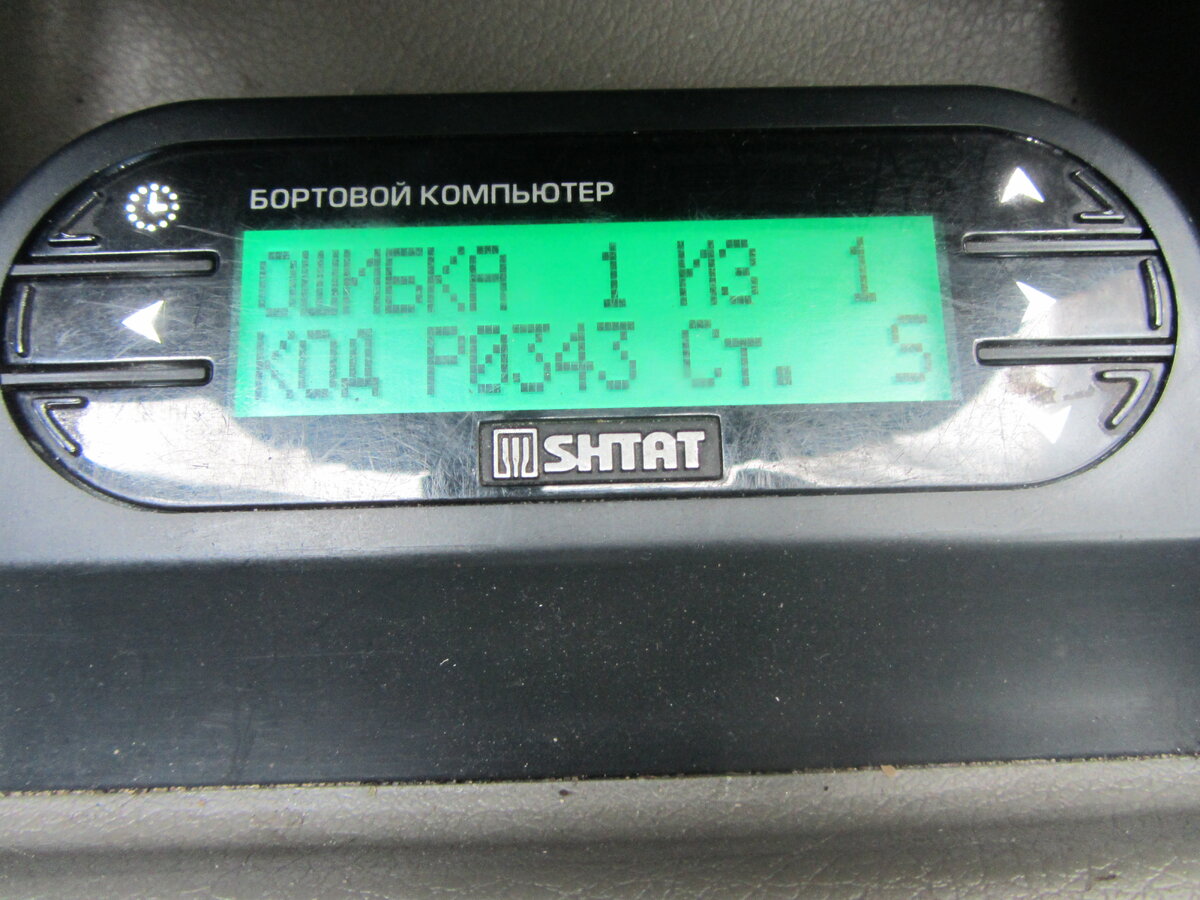 БОРТОВОЙ КОМПЬЮТЕР
ОШИБКА 1 ИЗ 1
КОД P0343 Ст. S
SHTAT